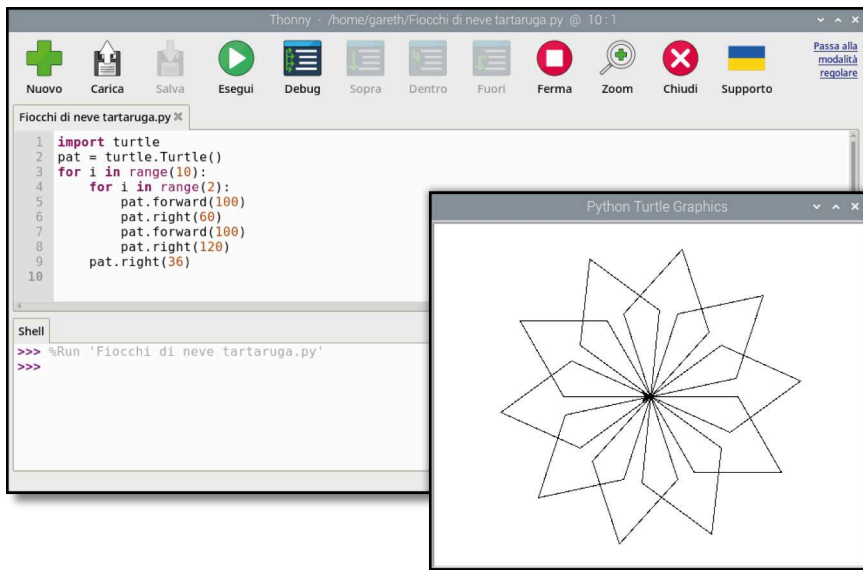 Thonny - /home/gareth/Fiocchi di neve tartaruga.py @ 10:1
Nuovo Carica Salva Esegui Debug Sopra Dentro Fuori Ferma Zoom Chiudi Supporto
Passa alla
modalità
regolare
Fiocchi di neve tartaruga.py
1 import turtle
2 pat = turtle.Turtle()
3 for i in range(10):
4     for i in range(2):
5         pat.forward(100)
6         pat.right(60)
7         pat.forward(100)
8         pat.right(120)
9     pat.right(36)
10
Shell
>>> %Run 'Fiocchi di neve tartaruga.py'
>>>
Python Turtle Graphics